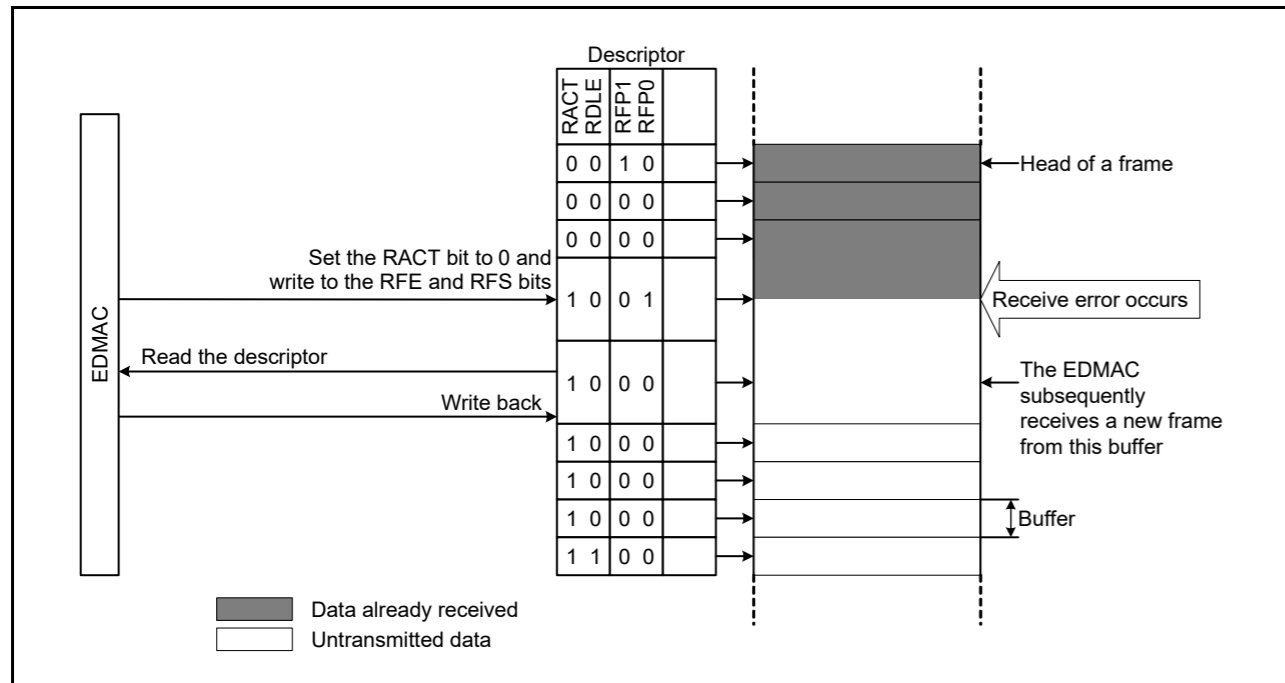 Descriptor
RACT
RDLE
RFP1
RFP0
0 0 1 0
Head of a frame
0 0 0 0
0 0 0 0
Set the RACT bit to 0 and
write to the RFE and RFS bits
1 0 0 1
Receive error occurs
EDMAC
Read the descriptor
1 0 0 0
Write back
The EDMAC
subsequently
receives a new frame
from this buffer
1 0 0 0
1 0 0 0
1 0 0 0
Buffer
1 1 0 0
Data already received
Untransmitted data